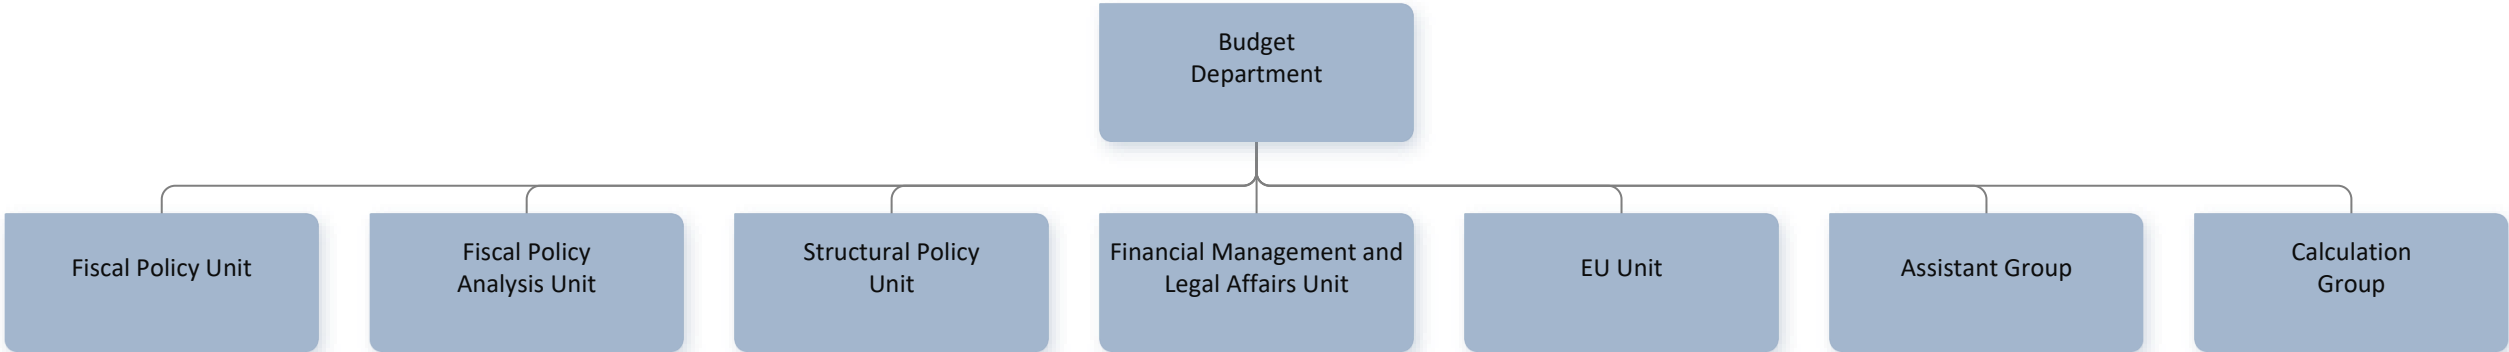 Budget
Department
Fiscal Policy Unit
Fiscal Policy
Analysis Unit
Structural Policy
Unit
Financial Management and
Legal Affairs Unit
EU Unit
Assistant Group
Calculation
Group